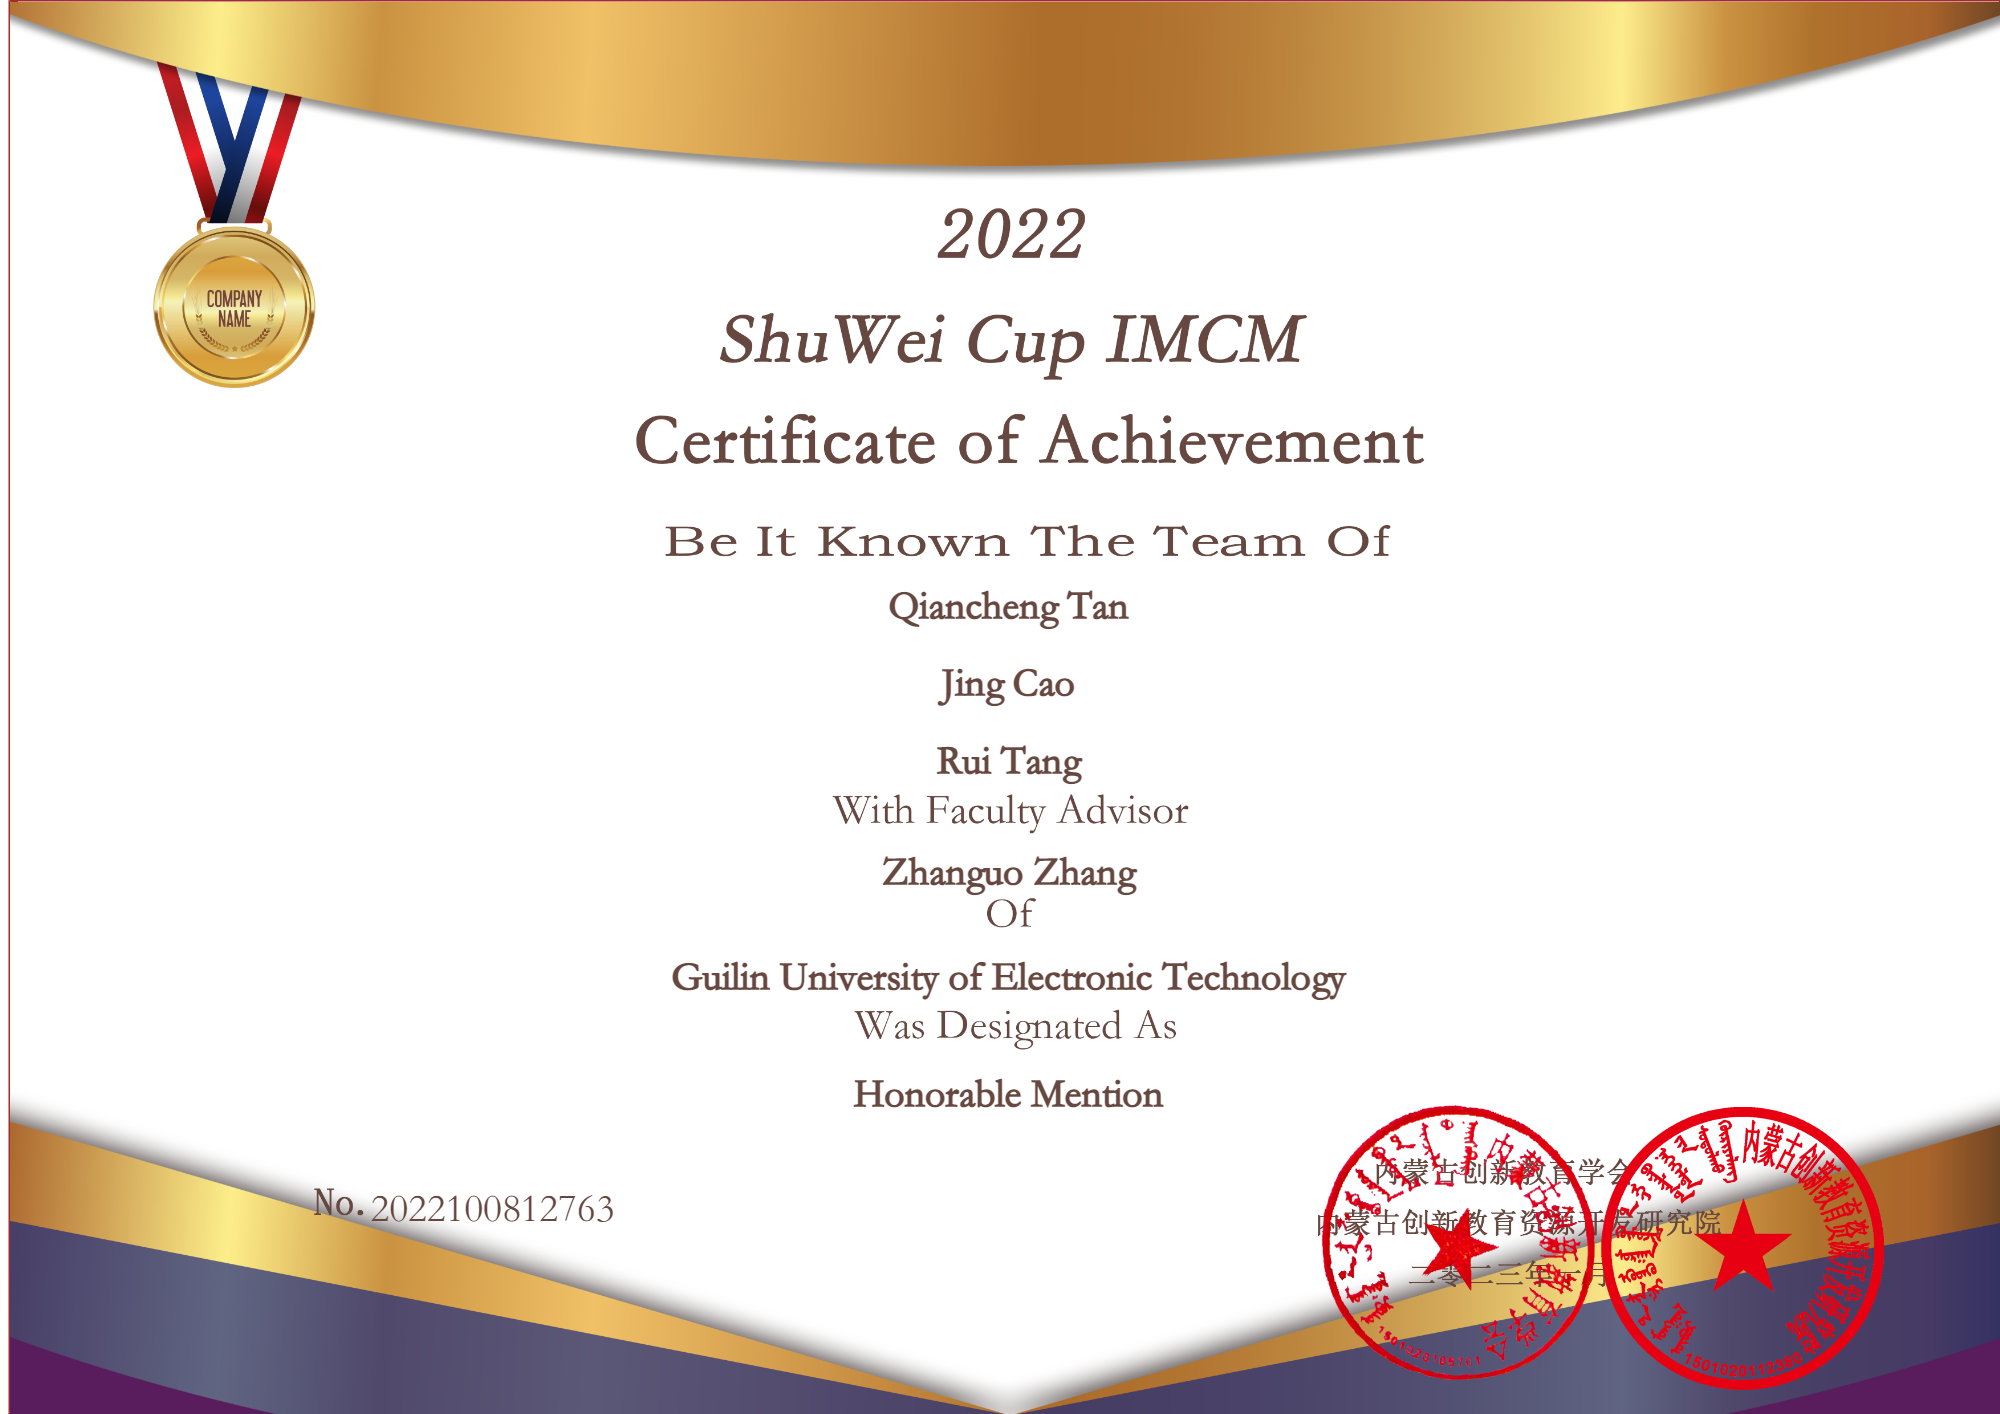 COMPANY
NAME
2022
ShuWei Cup IMCM
Certificate of Achievement
Be It Known The Team Of
Qiancheng Tan
Jing Cao
Rui Tang
With Faculty Advisor
Zhanguo Zhang
Of
Guilin University of Electronic Technology
Was Designated As
Honorable Mention
No.2022100812763
内蒙古创新教育学会
内蒙古创新教育资源开发研究院
二零二三年一月
内蒙古创新教育学会
内蒙古创新教育资源开发研究院
1501020112380